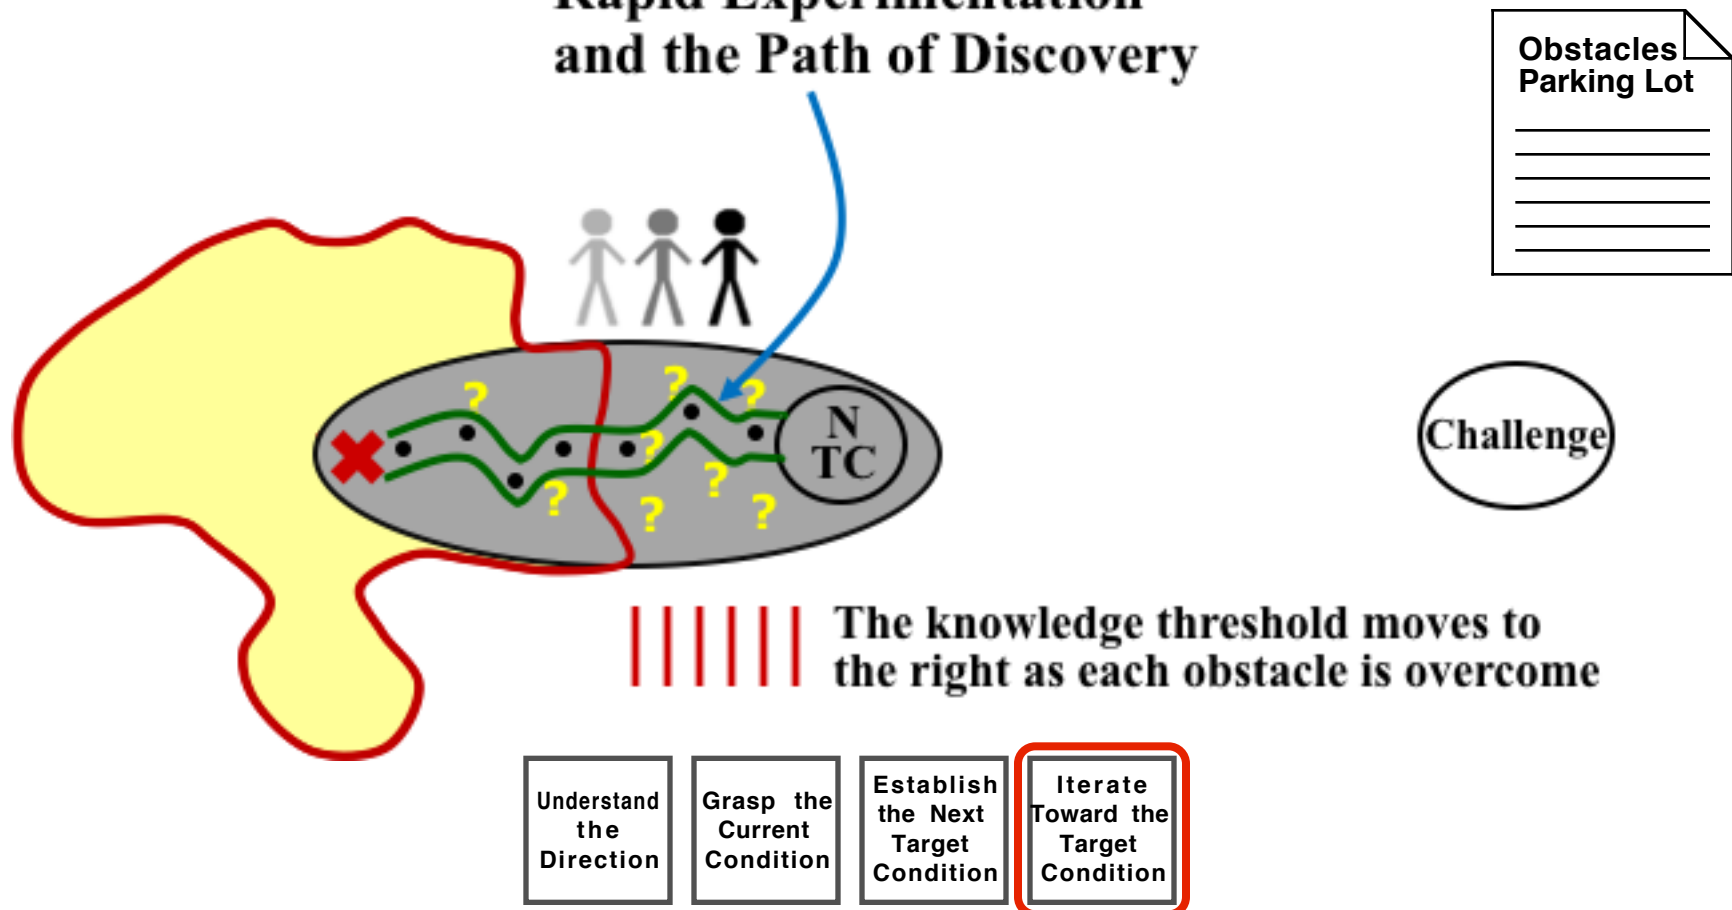 Rapid Experimentation
and the Path of Discovery
Obstacles
Parking Lot
?
?
?
?
?
?
?
?
N
TC
Challenge
The knowledge threshold moves to
the right as each obstacle is overcome
Understand
the
Direction
Grasp the
Current
Condition
Establish
the Next
Target
Condition
Iterate
Toward the
Target
Condition